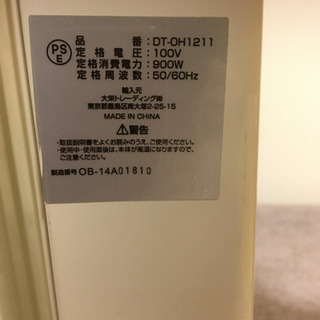 PS
E
品 番 : DT-OH1211
定 格 電 圧 : 100V
定格消費電力 : 900W
定格周波数 : 50/60Hz
輸入元
大栄トレーディング㈱
東京都豊島区南大塚2-25-15
MADE IN CHINA
⚠警告
・取扱説明書をよくお読みのうえ、ご使用ください。
・使用中・使用直後は、本体が高温になりますので、
ご注意ください。
製造番号 OB-14A01810